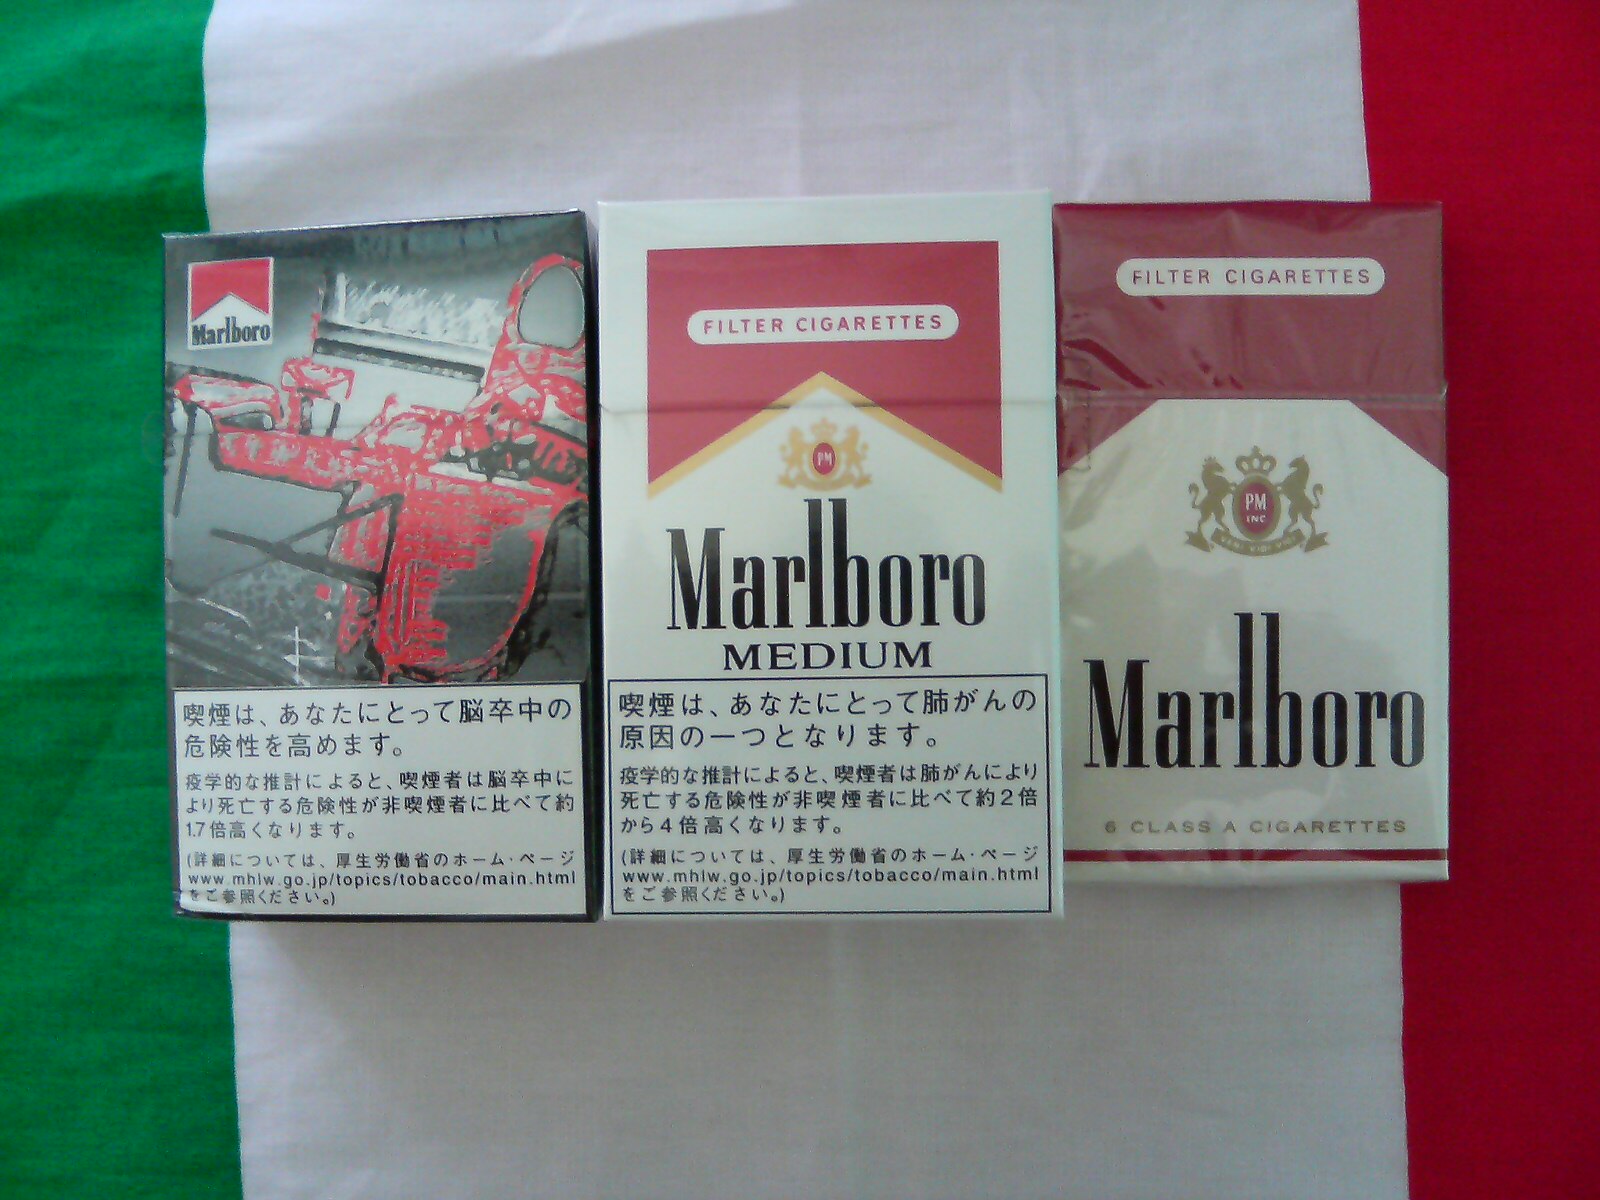 Marlboro
喫煙は、あなたにとって脳卒中の
危険性を高めます。
疫学的な推計によると、喫煙者は脳卒中に
より死亡する危険性が非喫煙者に比べて約
1.7倍高くなります。
(詳細については、厚生労働省のホーム・ページ
www.mhlw.go.jp/topics/tobacco/main.html
をご参照ください。)
FILTER CIGARETTES
PM
Marlboro
MEDIUM
喫煙は、あなたにとって肺がんの
原因の一つとなります。
疫学的な推計によると、喫煙者は肺がんにより
死亡する危険性が非喫煙者に比べて約2倍
から4倍高くなります。
(詳細については、厚生労働省のホーム・ページ
www.mhlw.go.jp/topics/tobacco/main.html
をご参照ください。)
FILTER CIGARETTES
PM
INC
Marlboro
6 CLASS A CIGARETTES